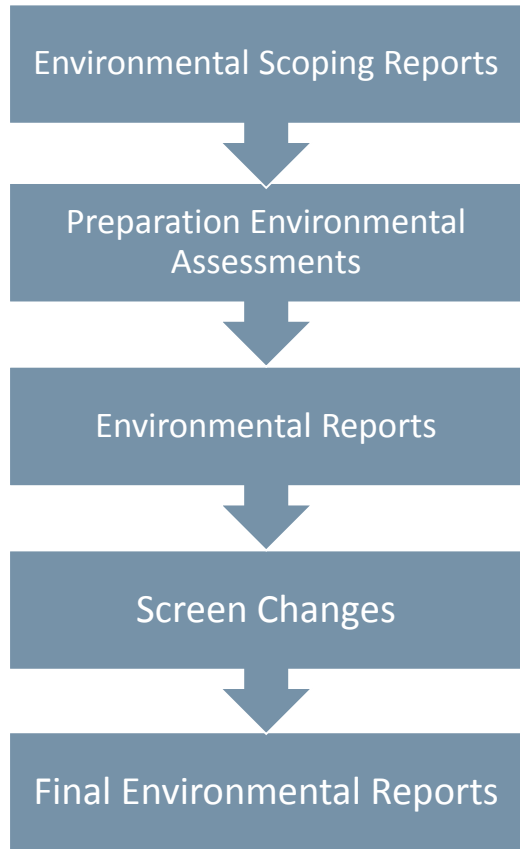 Environmental Scoping Reports
Preparation Environmental
Assessments
Environmental Reports
Screen Changes
Final Environmental Reports